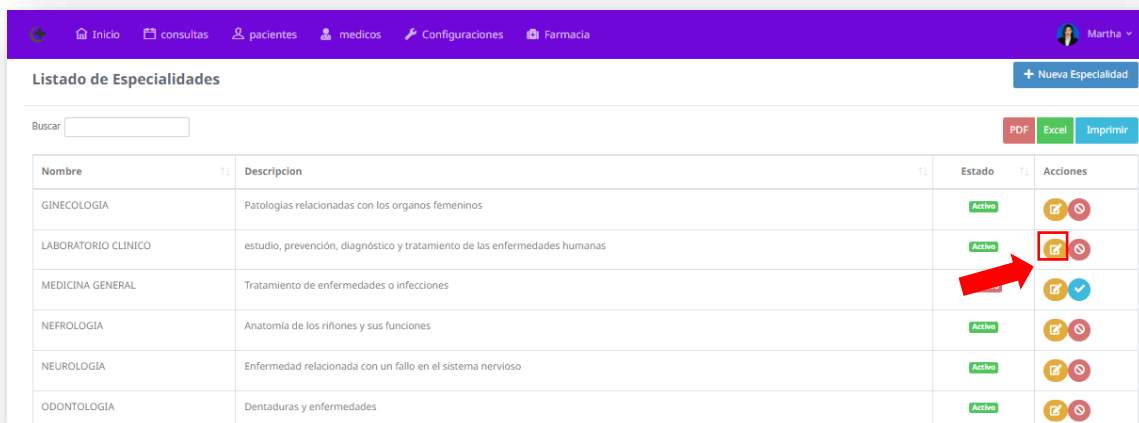 Inicio consultas pacientes medicos Configuraciones Farmacia Martha
Listado de Especialidades
+ Nueva Especialidad
Buscar
PDF Excel Imprimir
Nombre Descripcion Estado Acciones
GINECOLOGIA Patologias relacionadas con los organos femeninos Activo
LABORATORIO CLINICO estudio, prevención, diagnóstico y tratamiento de las enfermedades humanas Activo
MEDICINA GENERAL Tratamiento de enfermedades o infecciones
NEFROLOGIA Anatomía de los riñones y sus funciones Activo
NEUROLOGIA Enfermedad relacionada con un fallo en el sistema nervioso Activo
ODONTOLOGIA Dentaduras y enfermedades Activo